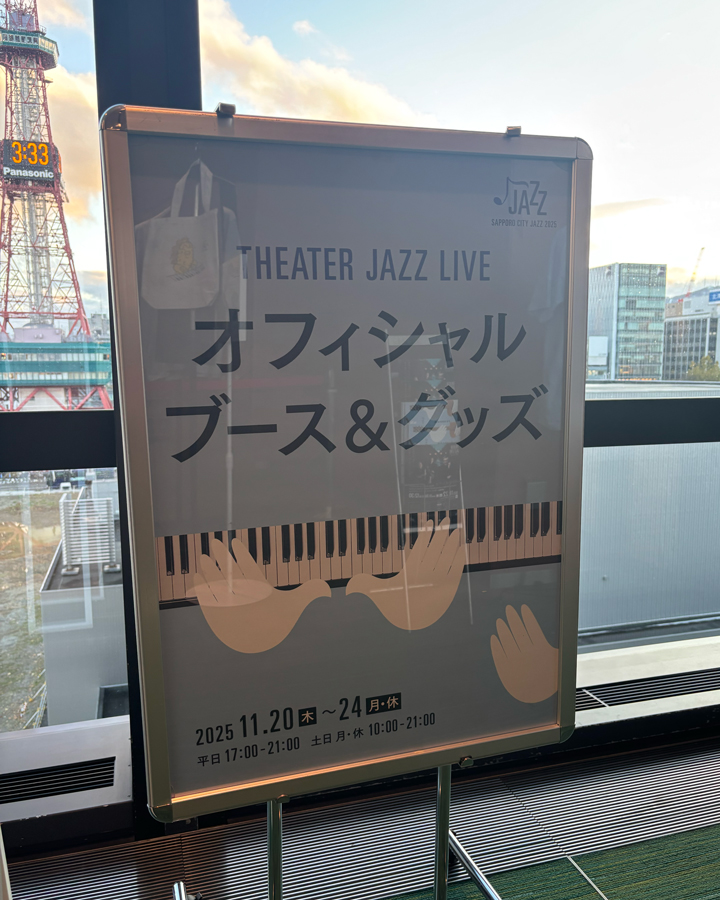 3:33
Panasonic
JAZZ
SAPPORO CITY JAZZ 2025
THEATER JAZZ LIVE
オフィシャル
ブース&グッズ
2025 11.20 木 ～24 月・休
平日 17:00-21:00 土日月・休 10:00-21:00